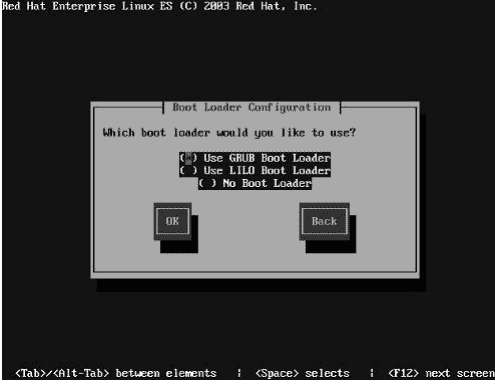 Red Hat Enterprise Linux ES (C) 2003 Red Hat, Inc.
Boot Loader Configuration
Which boot loader would you like to use?
(*) Use GRUB Boot Loader
( ) Use LILO Boot Loader
( ) No Boot Loader
OK
Back
<Tab>/<Alt-Tab> between elements | <Space> selects | <F12> next screen